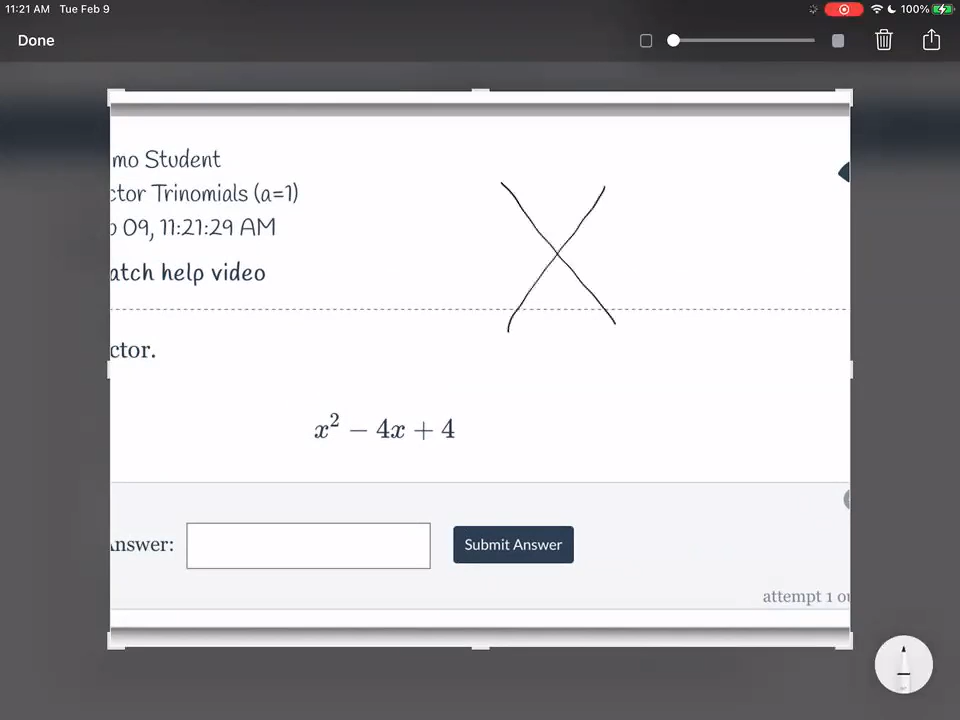 11:21 AM Tue Feb 9
100%
Done
mo Student
ctor Trinomials (a=1)
b 09, 11:21:29 AM
atch help video
ctor.
x² − 4x + 4
Answer:
Submit Answer
attempt 1 o